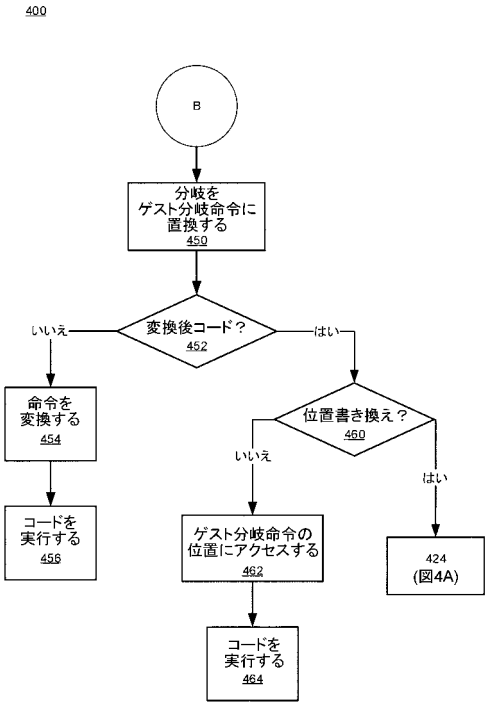 400
B
分岐を
ゲスト分岐命令に
置換する
450
変換後コード？
452
いいえ
はい
命令を
変換する
454
コードを
実行する
456
位置書き換え？
460
いいえ
はい
ゲスト分岐命令の
位置にアクセスする
462
424
(図4A)
コードを
実行する
464